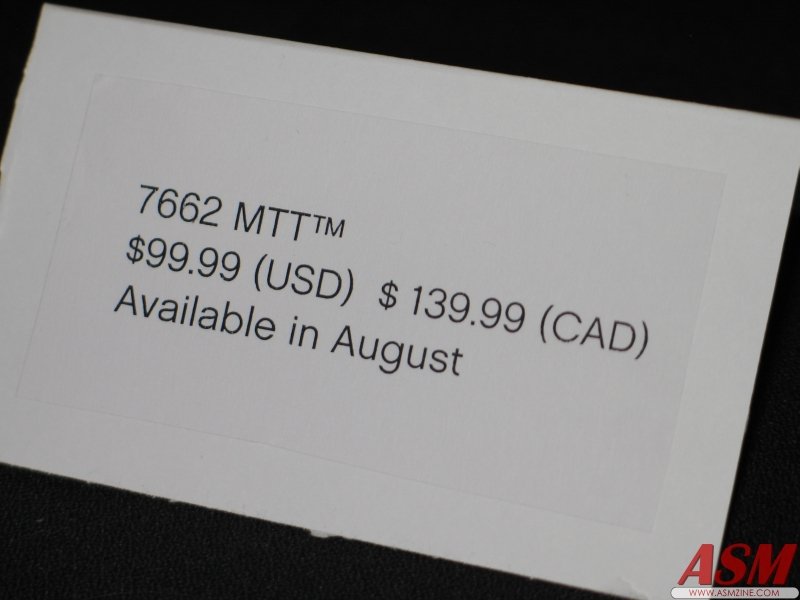 7662 MTT™
$99.99 (USD) $ 139.99 (CAD)
Available in August
ASM
WWW.ASMZINE.COM